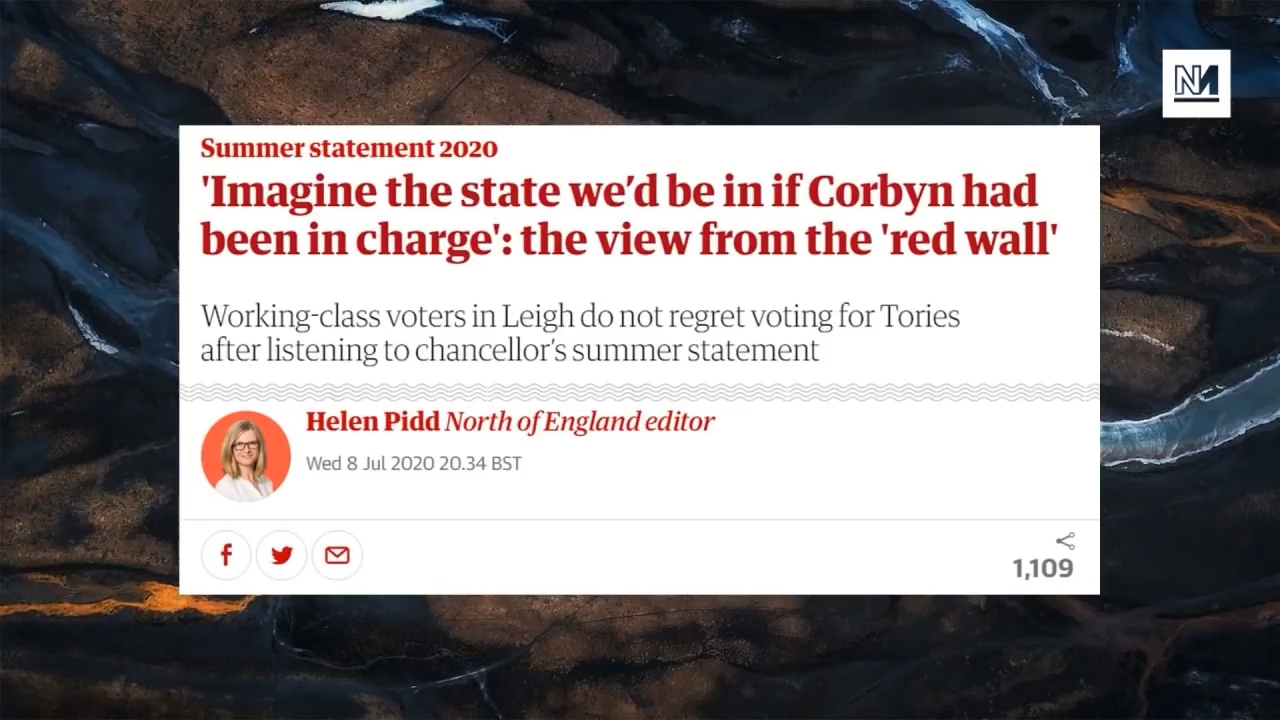 Summer statement 2020
'Imagine the state we’d be in if Corbyn had
been in charge': the view from the 'red wall'
Working-class voters in Leigh do not regret voting for Tories
after listening to chancellor’s summer statement
Helen Pidd North of England editor
Wed 8 Jul 2020 20.34 BST
1,109
NM